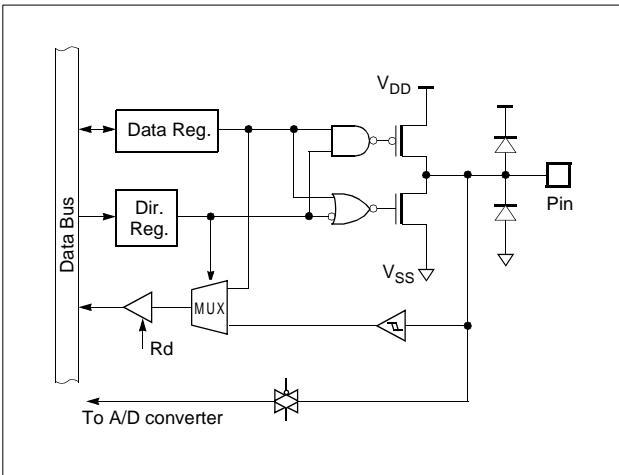 V_DD
Data Reg.
Dir.
Reg.
Data Bus
Pin
V_SS
MUX
Rd
To A/D converter